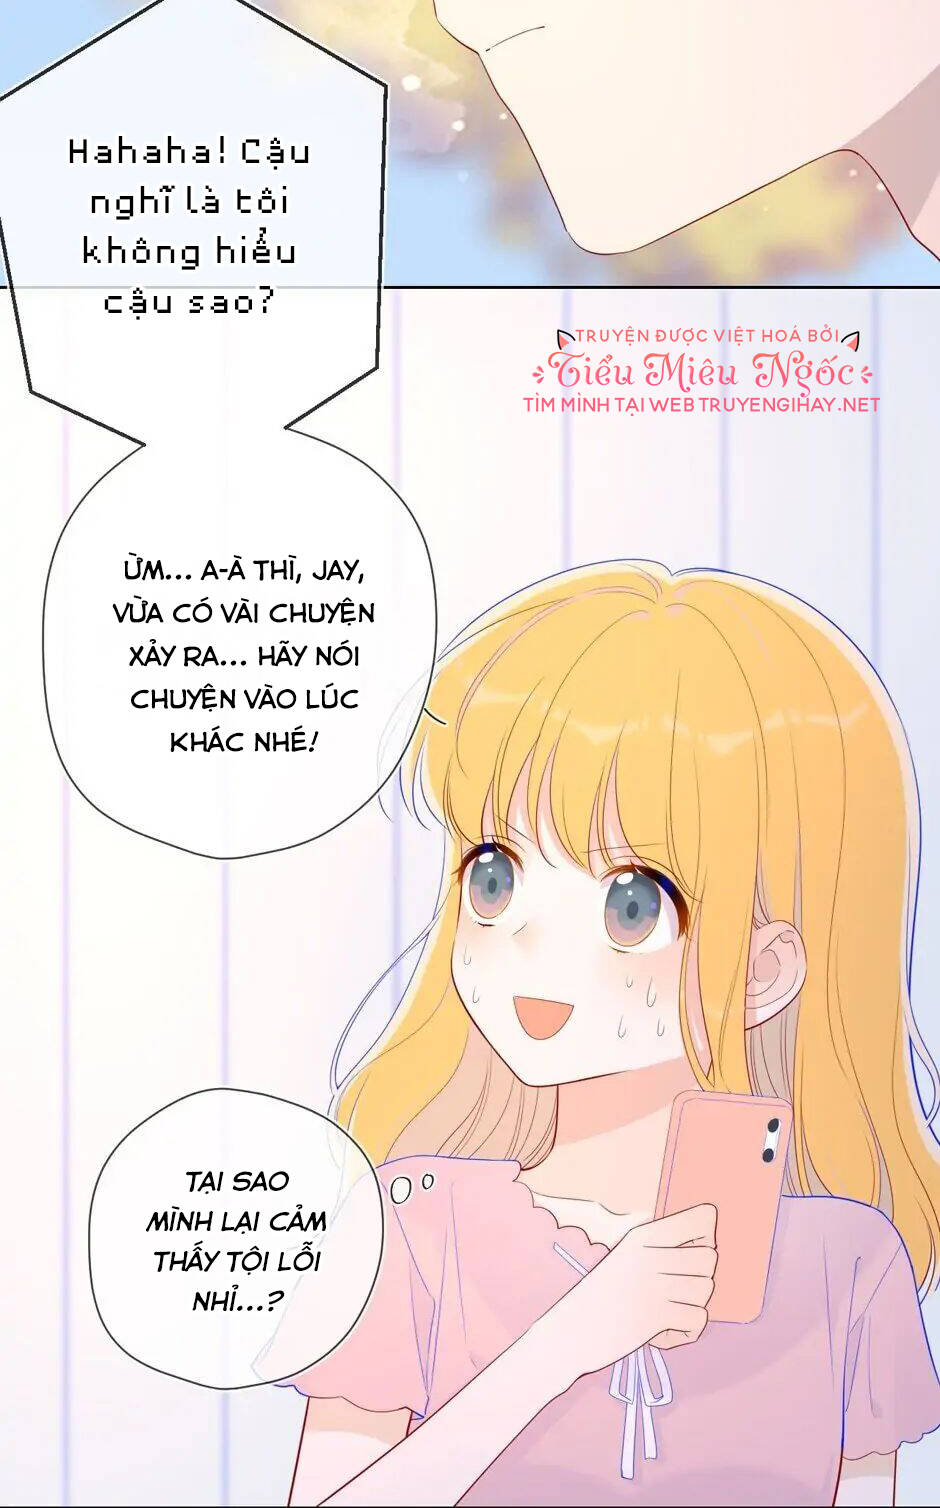 Hahaha! Cậu
nghĩ là tôi
không hiểu
cậu sao?
TRUYỆN ĐƯỢC VIỆT HOÁ BỞI
Tiểu Miêu Ngốc
TÌM MÌNH TẠI WEB TRUYENGIHAY.NET
ỪM... A-À THÌ, JAY,
VỪA CÓ VÀI CHUYỆN
XẢY RA... HÃY NÓI
CHUYỆN VÀO LÚC
KHÁC NHÉ!
TẠI SAO
MÌNH LẠI CẢM
THẤY TỘI LỖI
NHỈ...?